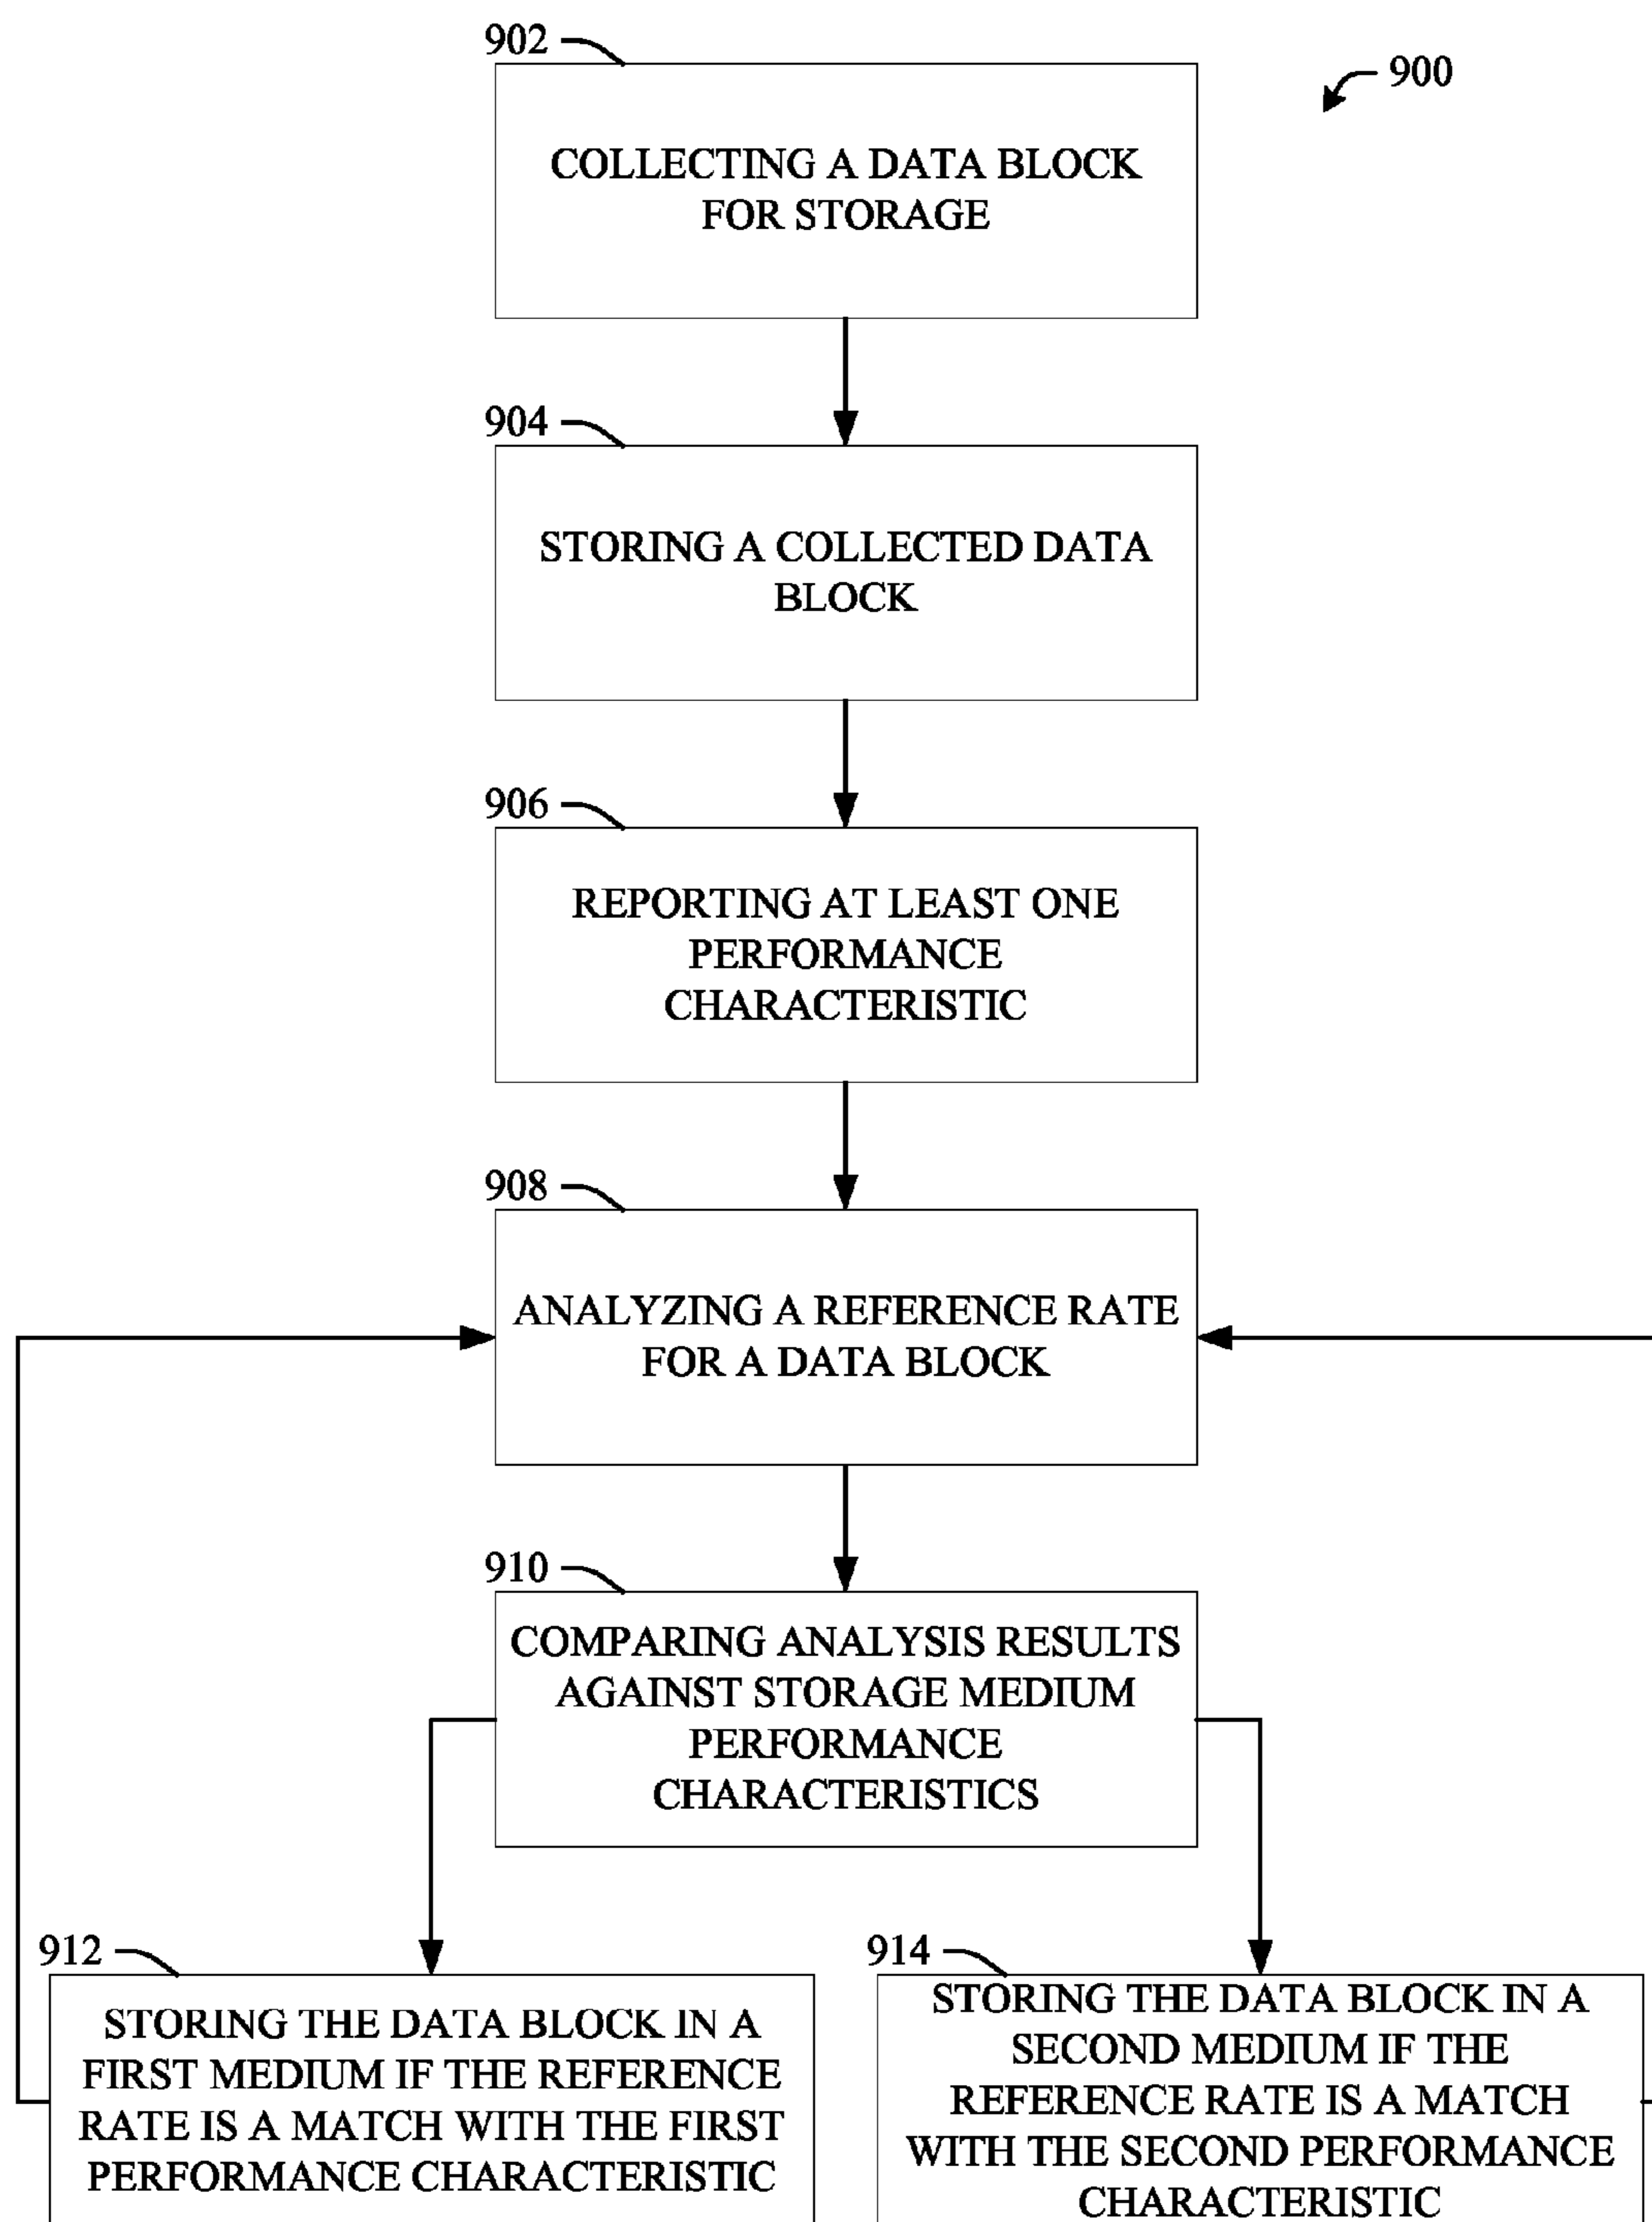 902
900
COLLECTING A DATA BLOCK
FOR STORAGE
904
STORING A COLLECTED DATA
BLOCK
906
REPORTING AT LEAST ONE
PERFORMANCE
CHARACTERISTIC
908
ANALYZING A REFERENCE RATE
FOR A DATA BLOCK
910
COMPARING ANALYSIS RESULTS
AGAINST STORAGE MEDIUM
PERFORMANCE
CHARACTERISTICS
912
STORING THE DATA BLOCK IN A
FIRST MEDIUM IF THE REFERENCE
RATE IS A MATCH WITH THE FIRST
PERFORMANCE CHARACTERISTIC
914
STORING THE DATA BLOCK IN A
SECOND MEDIUM IF THE
REFERENCE RATE IS A MATCH
WITH THE SECOND PERFORMANCE
CHARACTERISTIC